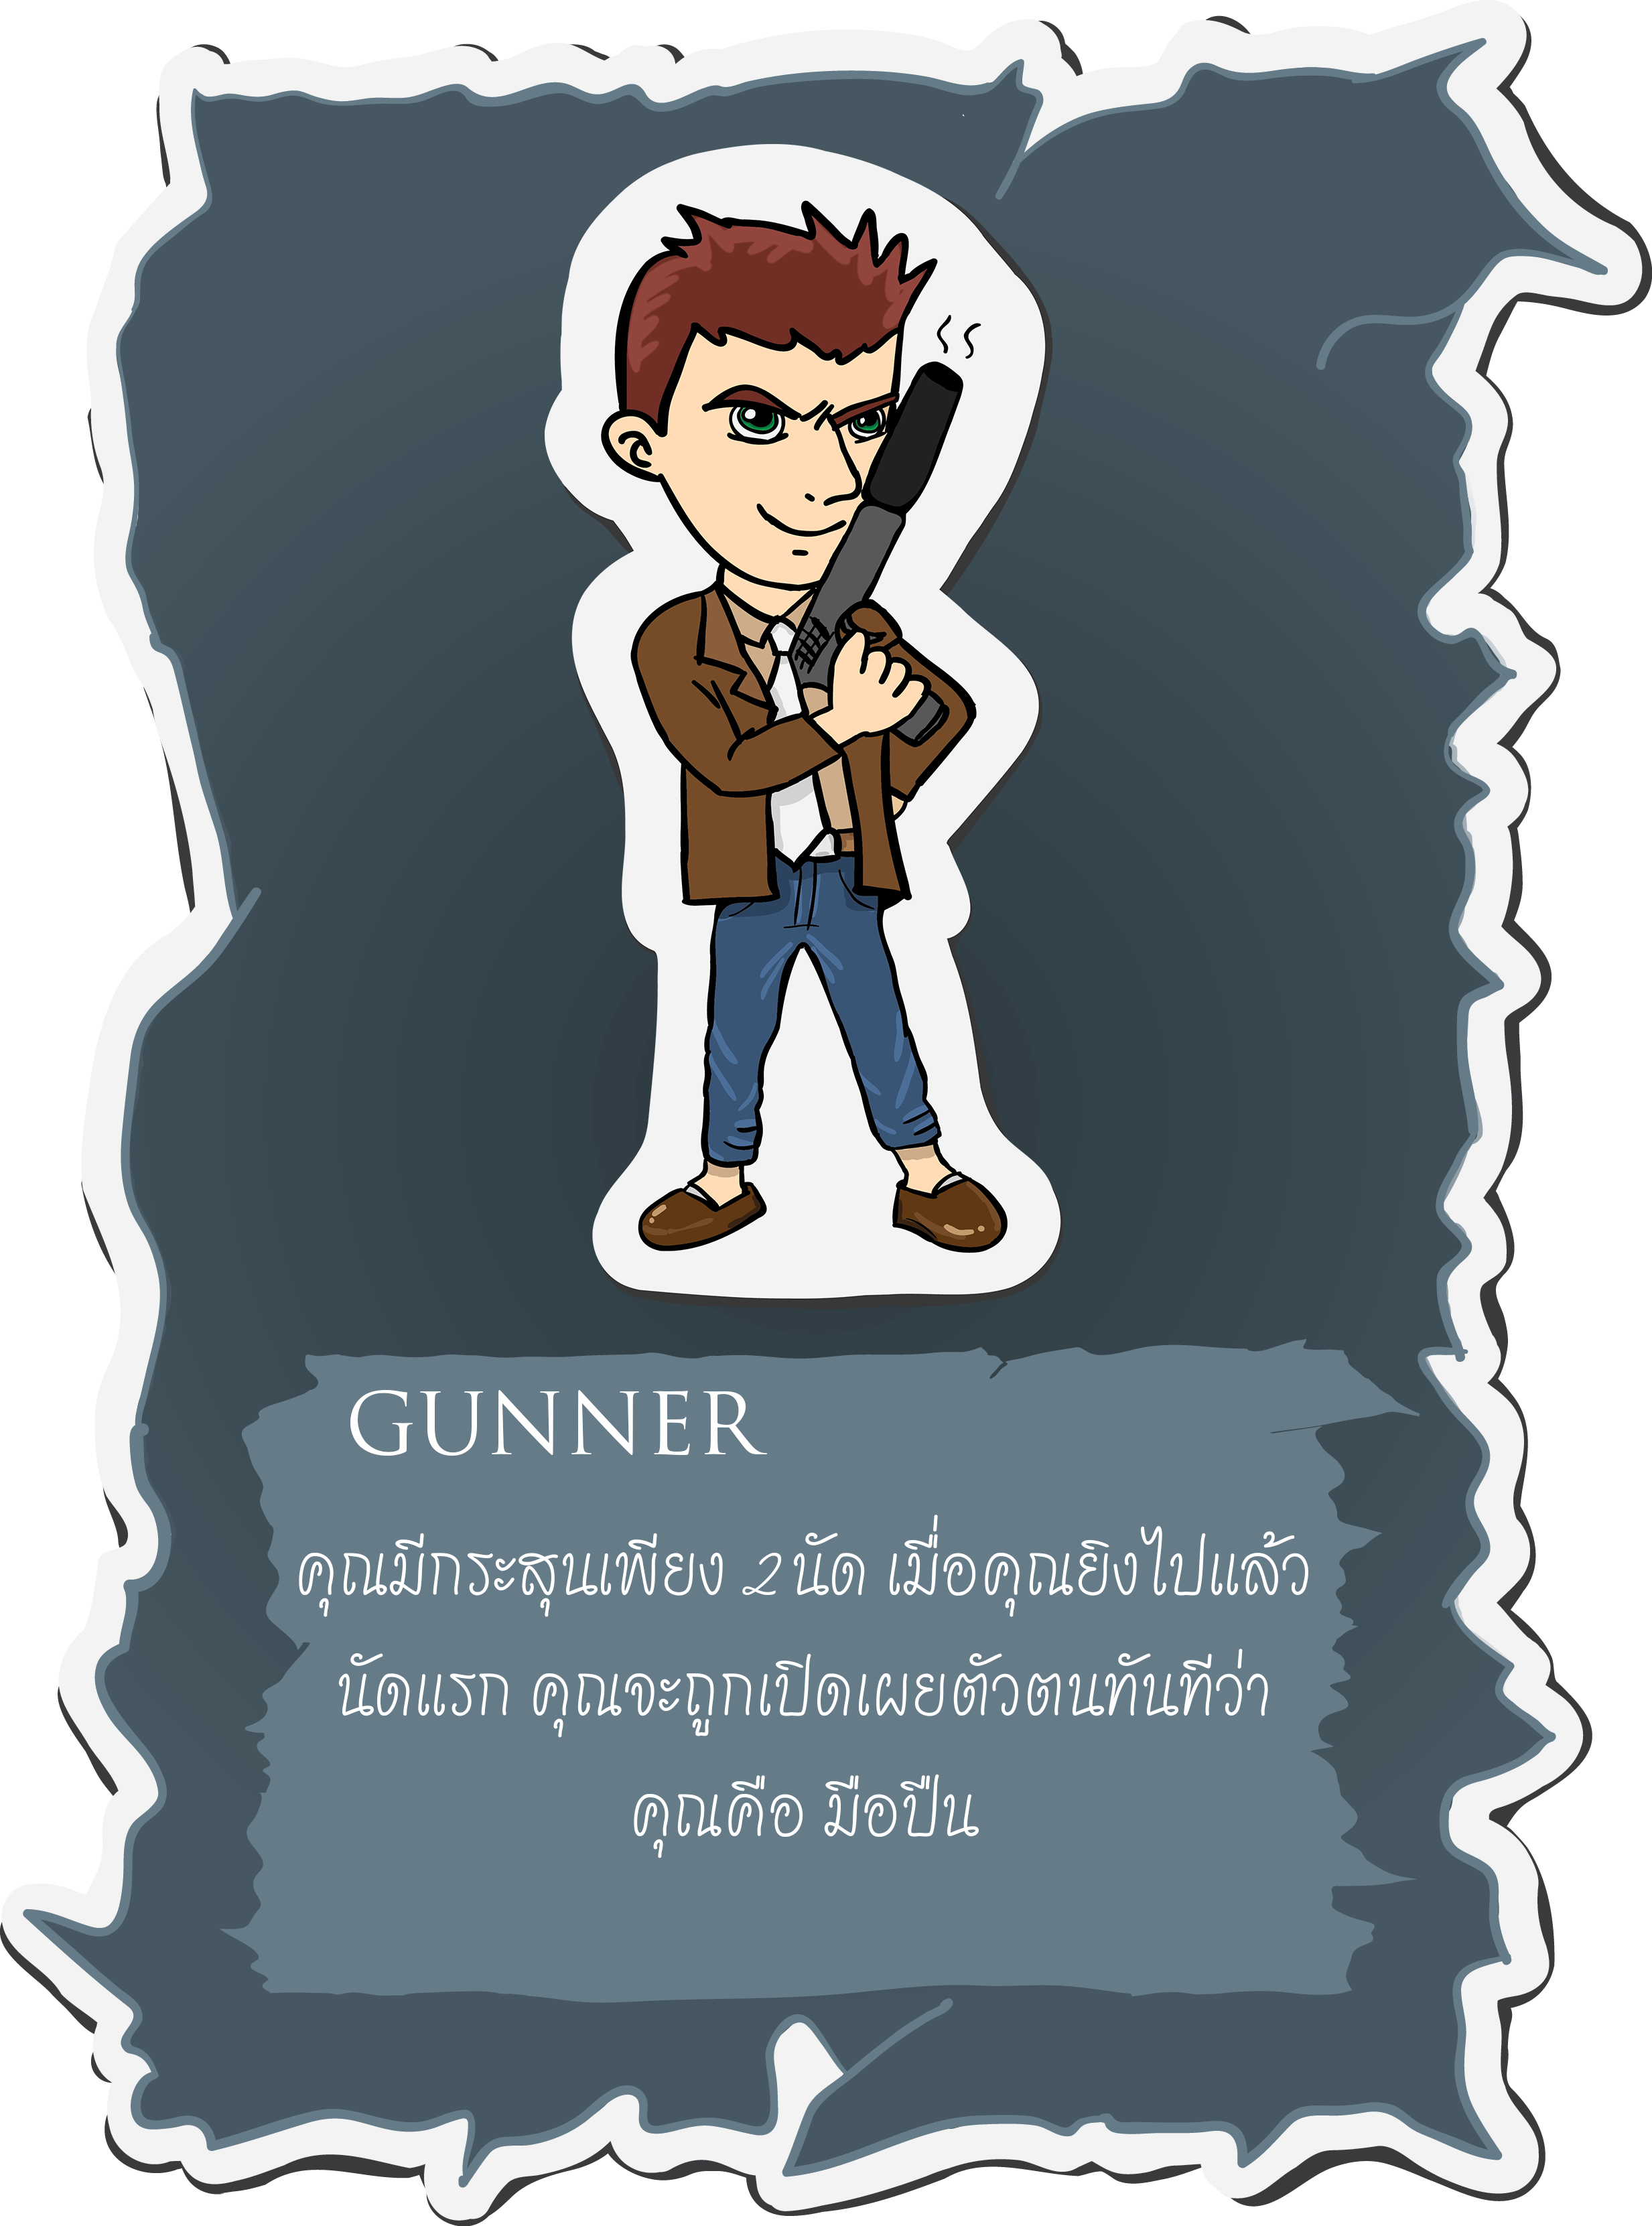 GUNNER
คุณมีกระสุนเพียง 2 นัด เมื่อคุณยิงไปแล้ว
นัดแรก คุณจะถูกเปิดเผยตัวตนทันทีว่า
คุณคือ มือปืน